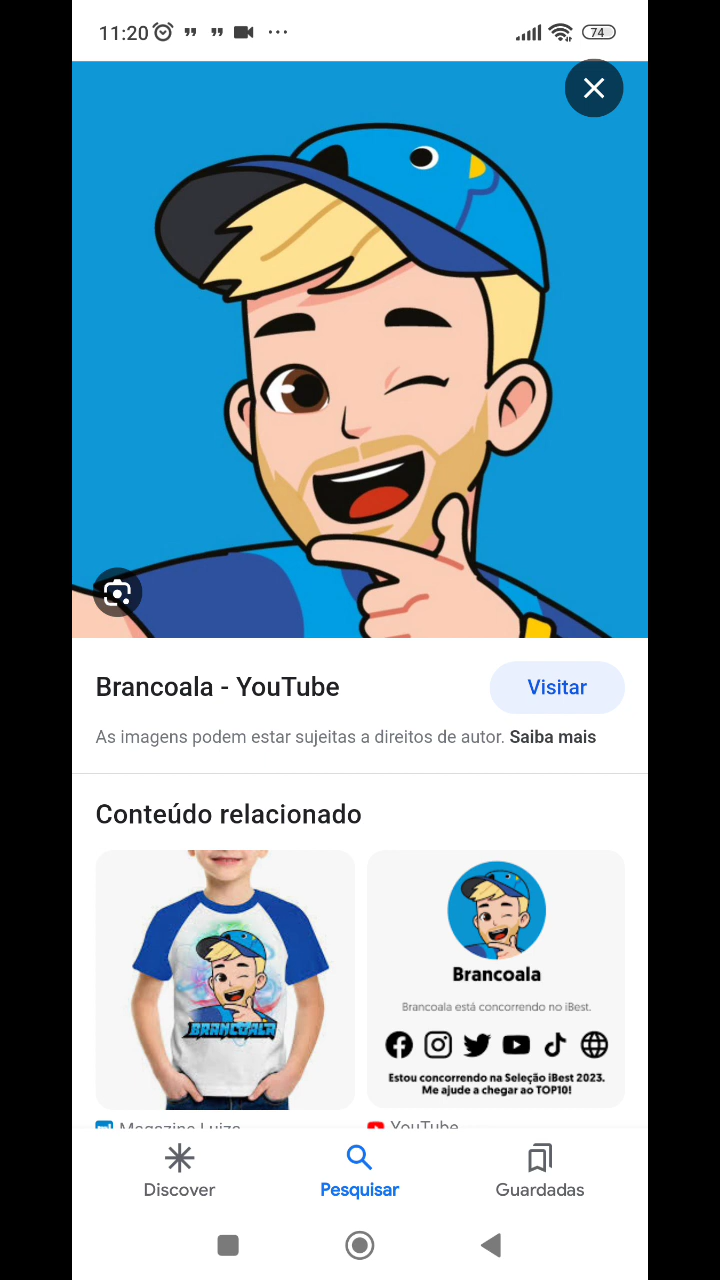 11:20
74
Brancoala - YouTube
Visitar
As imagens podem estar sujeitas a direitos de autor. Saiba mais
Conteúdo relacionado
BRANCOALA
Brancoala
Brancoala está concorrendo no iBest.
Estou concorrendo na Seleção iBest 2023.
Me ajude a chegar ao TOP10!
Magazine Luiza
YouTube
Discover
Pesquisar
Guardadas